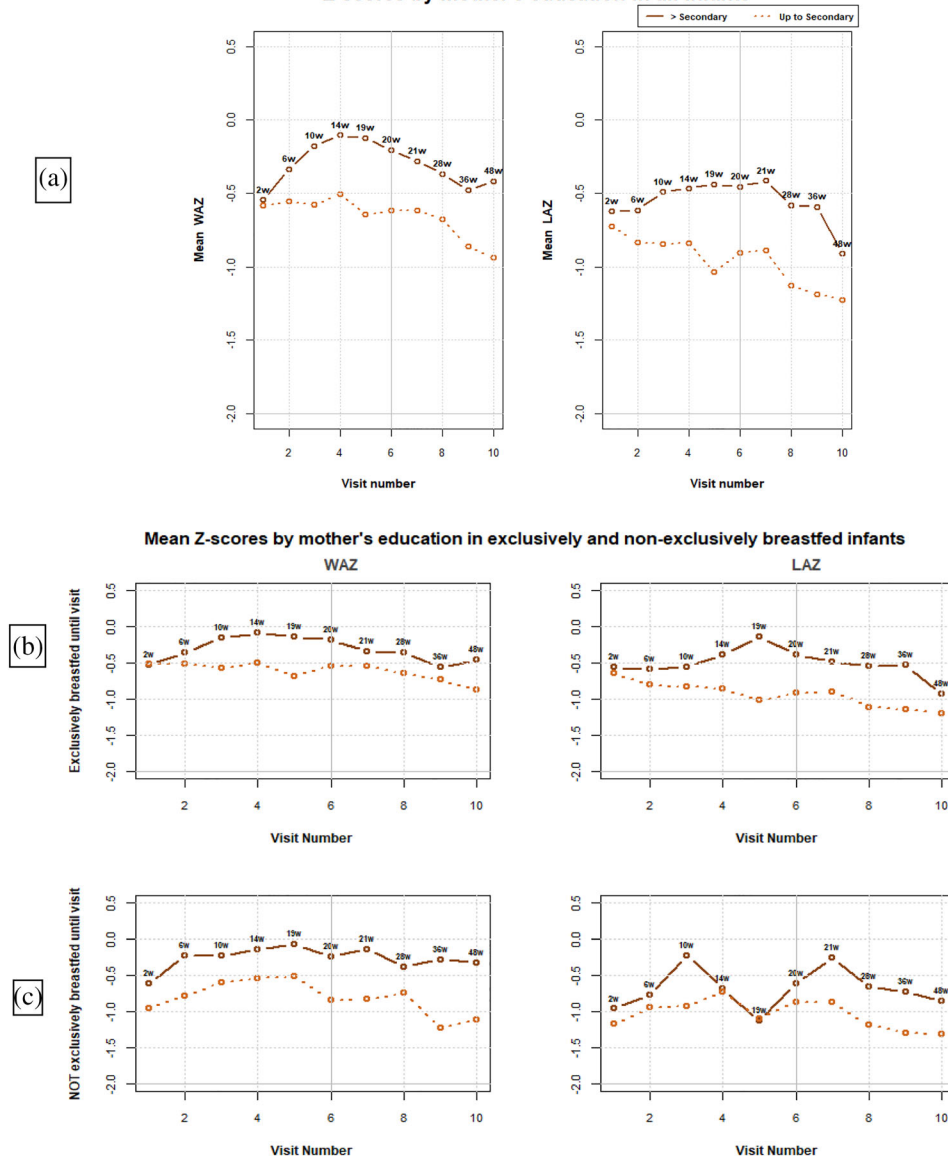 > Secondary Up to Secondary
(a)
Mean WAZ
0.5
0.0
-0.5
-1.0
-1.5
-2.0
2w 6w 10w 14w 19w 20w 21w 28w 36w 48w
2 4 6 8 10
Visit number
Mean LAZ
0.5
0.0
-0.5
-1.0
-1.5
-2.0
2w 6w 10w 14w 19w 20w 21w 28w 36w 48w
2 4 6 8 10
Visit number
Mean Z-scores by mother's education in exclusively and non-exclusively breastfed infants
(b)
WAZ
Exclusively breastfed until visit
0.5
0.0
-0.5
-1.0
-1.5
-2.0
2w 6w 10w 14w 19w 20w 21w 28w 36w 48w
2 4 6 8 10
Visit Number
LAZ
0.5
0.0
-0.5
-1.0
-1.5
-2.0
2w 6w 10w 14w 19w 20w 21w 28w 36w 48w
2 4 6 8 10
Visit Number
(c)
NOT exclusively breastfed until visit
0.5
0.0
-0.5
-1.0
-1.5
-2.0
2w 6w 10w 14w 19w 20w 21w 28w 36w 48w
2 4 6 8 10
Visit Number
0.5
0.0
-0.5
-1.0
-1.5
-2.0
2w 6w 10w 14w 19w 20w 21w 28w 36w 48w
2 4 6 8 10
Visit Number